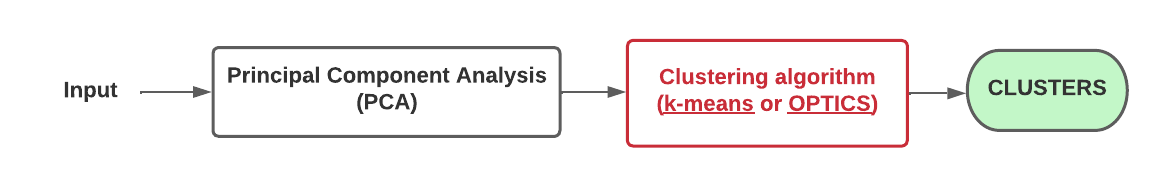 Input
Principal Component Analysis
(PCA)
Clustering algorithm
(k-means or OPTICS)
CLUSTERS